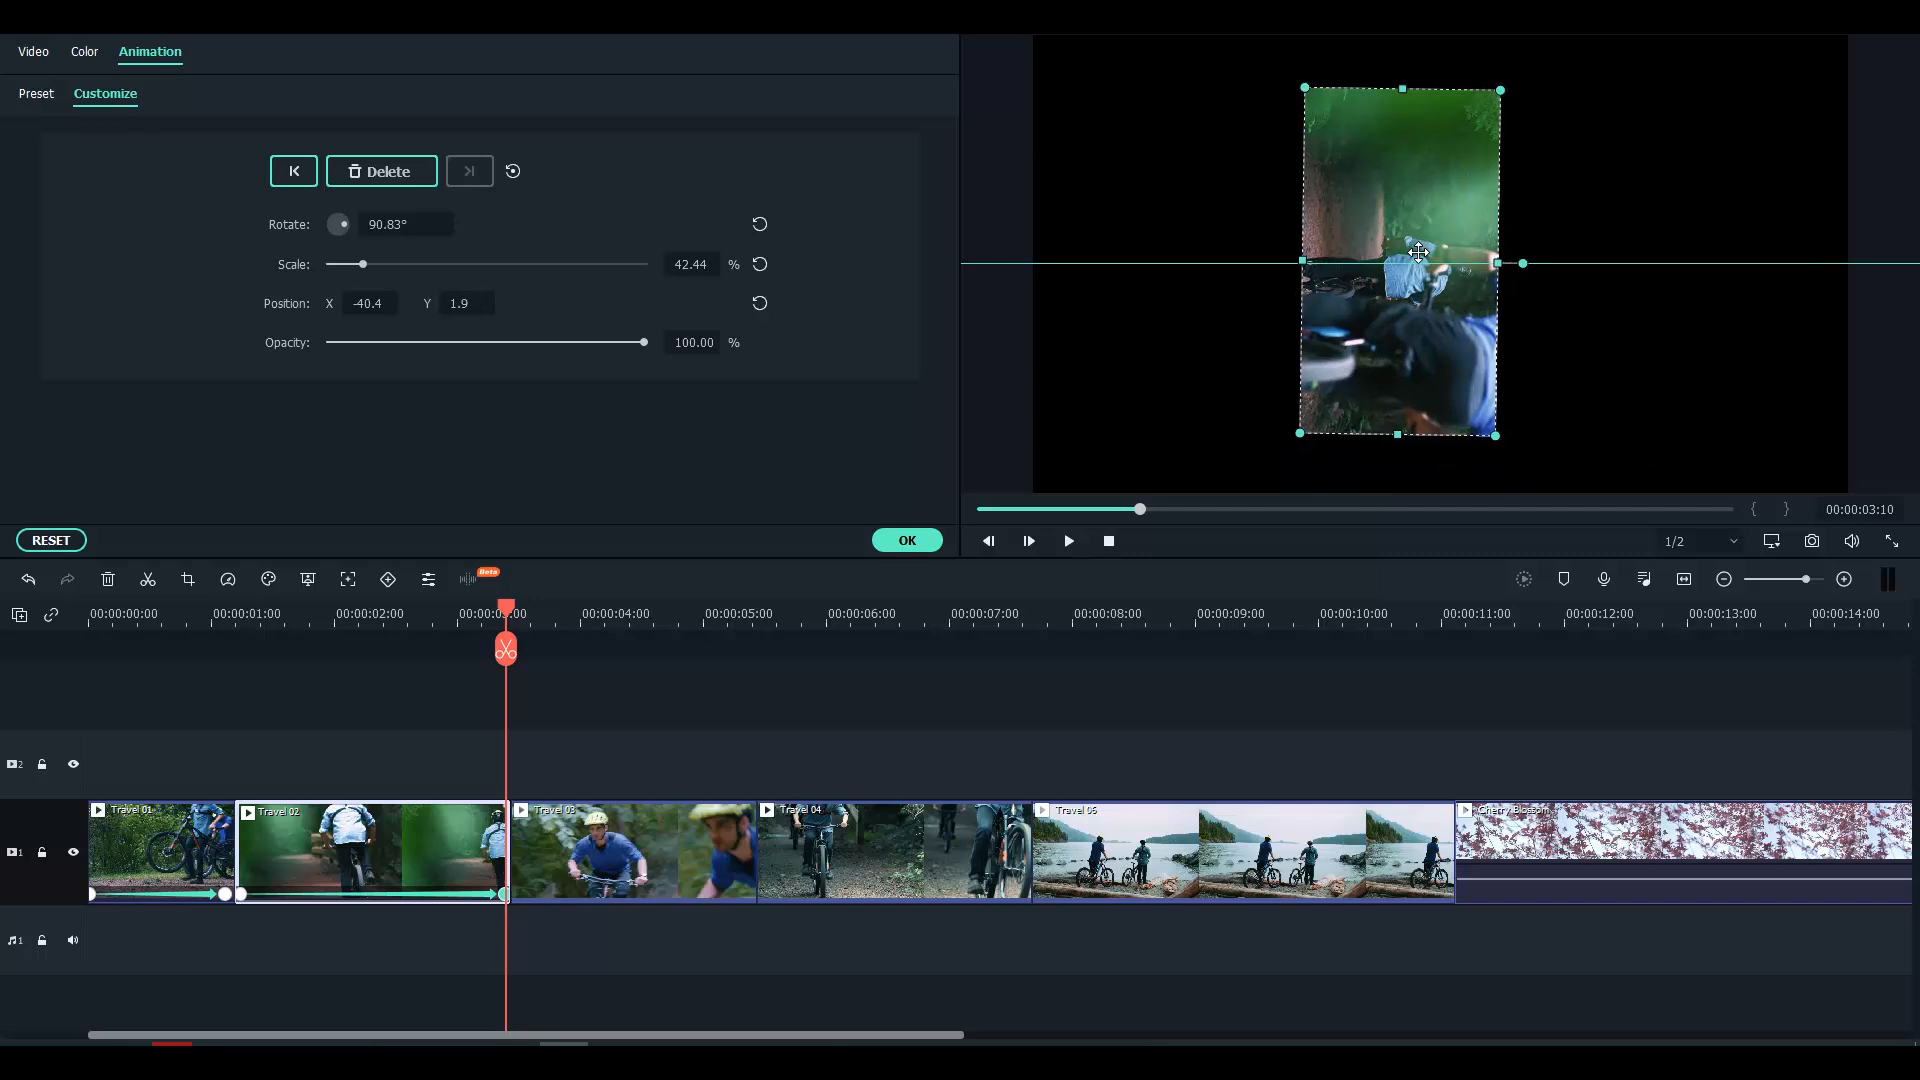 Video Color Animation
Preset Customize
Delete
Rotate: 90.83°
Scale: 42.44 %
Position: X -40.4 Y 1.9
Opacity: 100.00 %
RESET OK
{ } 00:00:03:10
1/2
Beta
00:00:00:00 00:00:01:00 00:00:02:00 00:00:04:00 00:00:05:00 00:00:06:00 00:00:07:00 00:00:08:00 00:00:09:00 00:00:10:00 00:00:11:00 00:00:12:00 00:00:13:00 00:00:14:00
2
Travel 01 Travel 02 Travel 03 Travel 04 Travel 06 Cherry Blossom
1
1